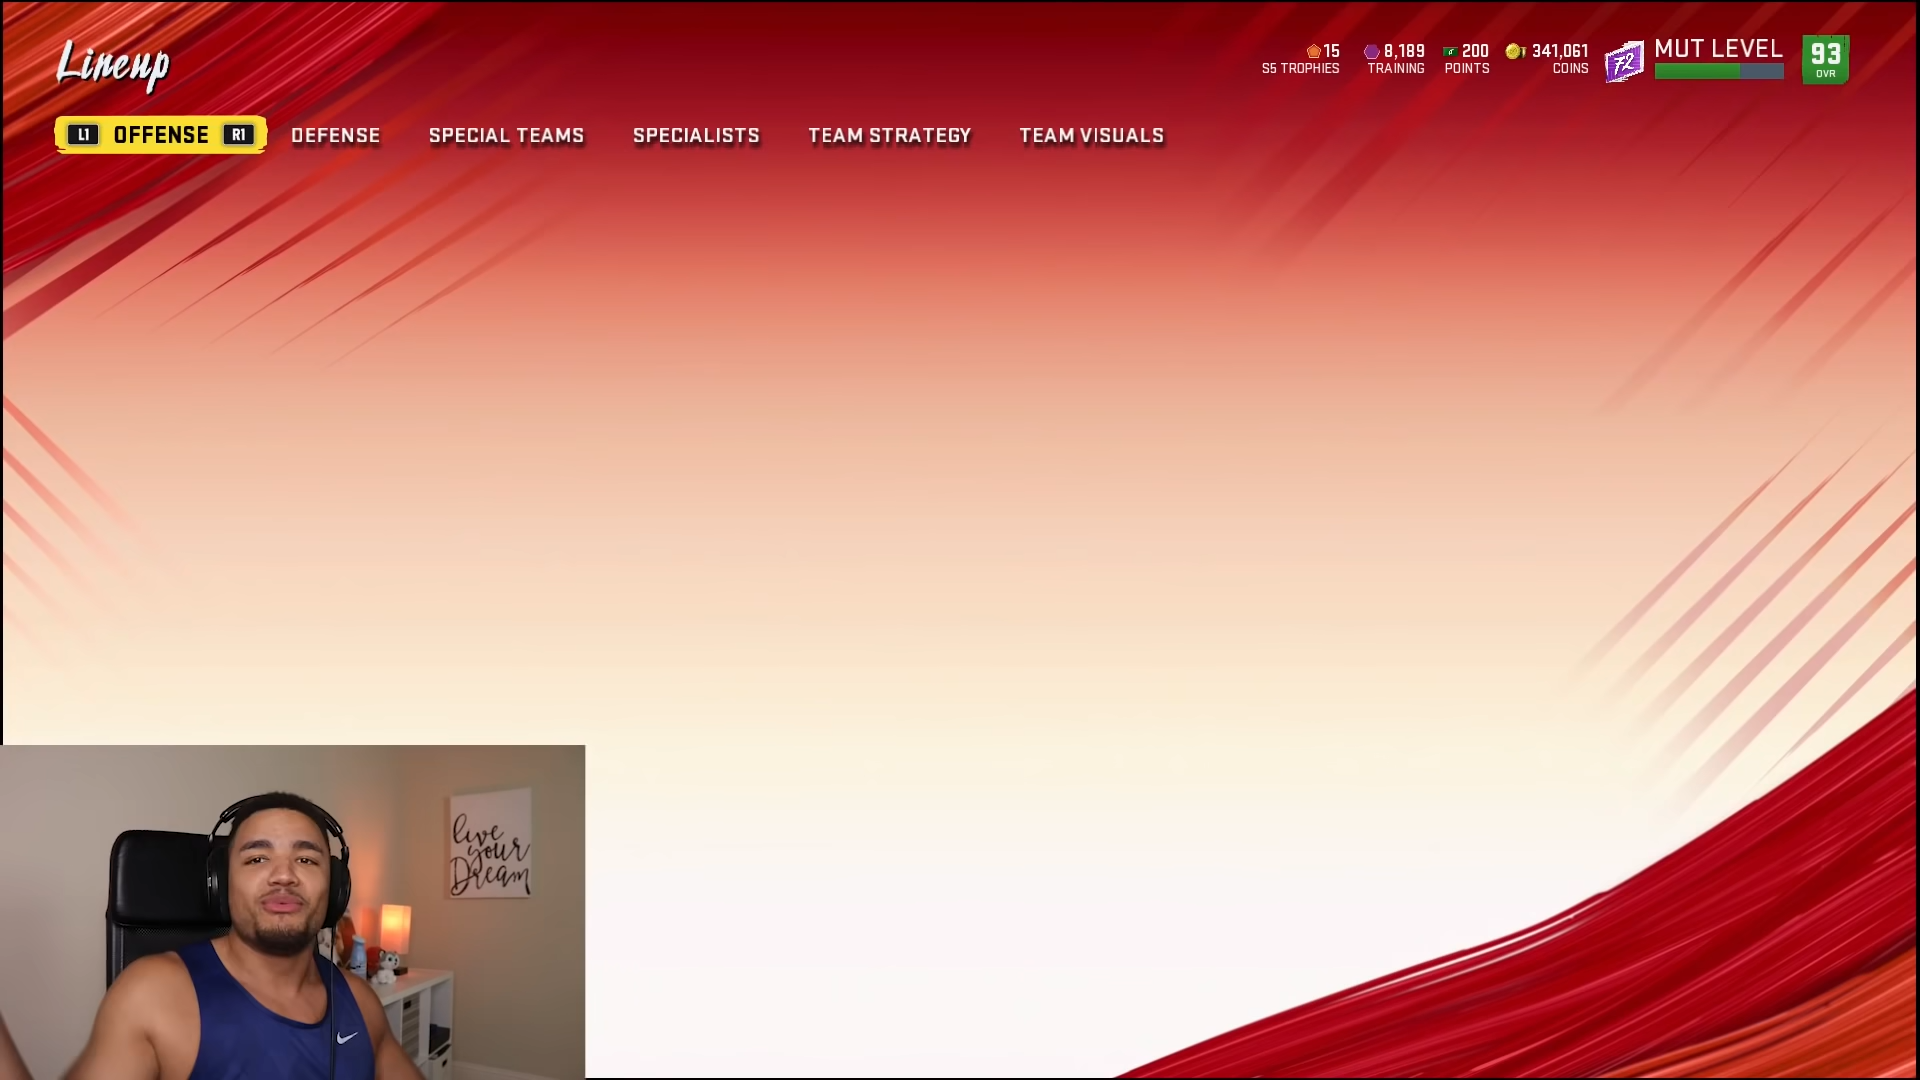 Lineup
15
S5 TROPHIES
8,189
TRAINING
200
POINTS
341,061
COINS
72
MUT LEVEL
93
OVR
L1 OFFENSE R1
DEFENSE
SPECIAL TEAMS
SPECIALISTS
TEAM STRATEGY
TEAM VISUALS
live
your
Dream